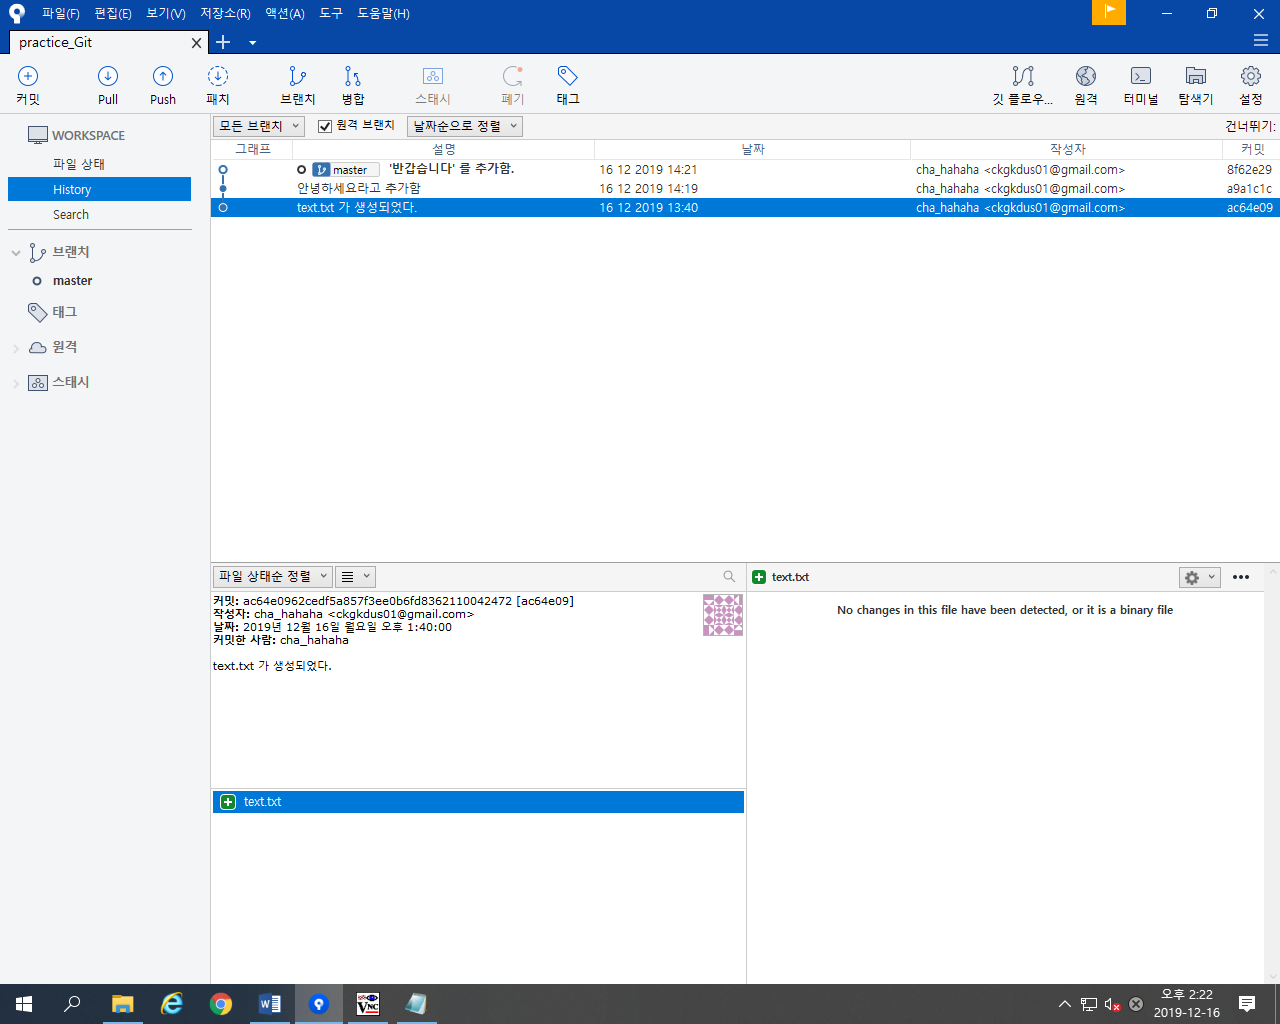 파일(F) 편집(E) 보기(V) 저장소(R) 액션(A) 도구 도움말(H)
practice_Git
커밋 Pull Push 패치 브랜치 병합 스태시 폐기 태그 깃 플로우... 원격 터미널 탐색기 설정
WORKSPACE
파일 상태
History
Search
브랜치
master
태그
원격
스태시
모든 브랜치 원격 브랜치 날짜순으로 정렬 건너뛰기:
그래프 설명 날짜 작성자 커밋
master '반갑습니다' 를 추가함. 16 12 2019 14:21 cha_hahaha <ckgkdus01@gmail.com> 8f62e29
안녕하세요라고 추가함 16 12 2019 14:19 cha_hahaha <ckgkdus01@gmail.com> a9a1c1c
text.txt 가 생성되었다. 16 12 2019 13:40 cha_hahaha <ckgkdus01@gmail.com> ac64e09
파일 상태순 정렬
커밋: ac64e0962cedf5a857f3ee0b6fd8362110042472 [ac64e09]
작성자: cha_hahaha <ckgkdus01@gmail.com>
날짜: 2019년 12월 16일 월요일 오후 1:40:00
커밋한 사람: cha_hahaha
text.txt 가 생성되었다.
text.txt
text.txt
No changes in this file have been detected, or it is a binary file
VNC
오후 2:22
2019-12-16